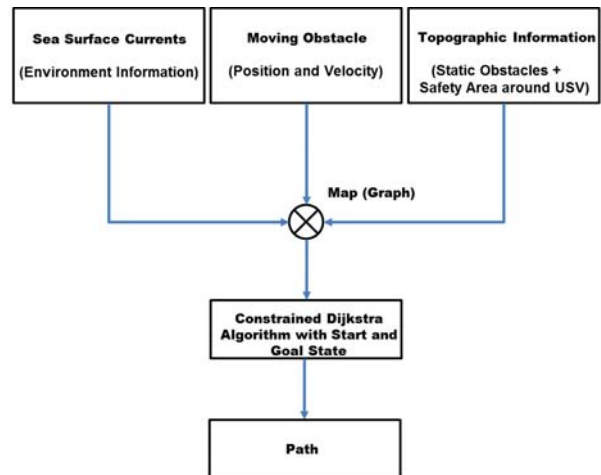 Sea Surface Currents
(Environment Information)
Moving Obstacle
(Position and Velocity)
Topographic Information
(Static Obstacles +
Safety Area around USV)
Map (Graph)
Constrained Dijkstra
Algorithm with Start and
Goal State
Path